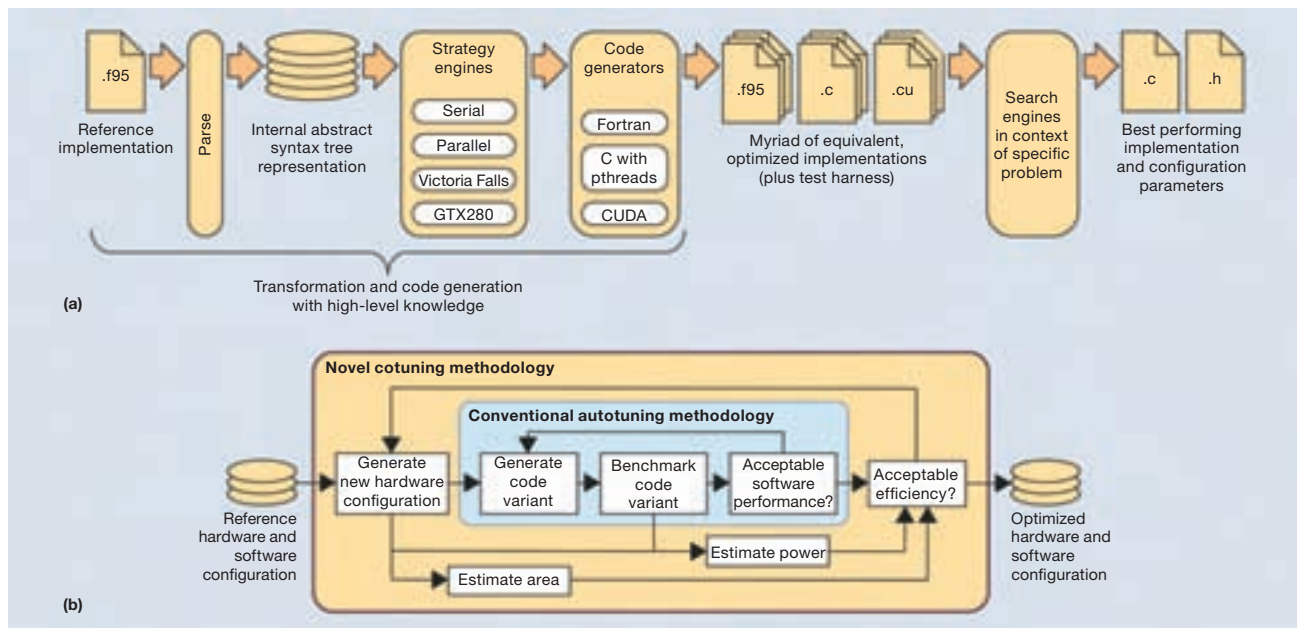 .f95
Reference
implementation
Parse
Internal abstract
syntax tree
representation
Strategy
engines
Serial
Parallel
Victoria Falls
GTX280
Code
generators
Fortran
C with
pthreads
CUDA
.f95
.c
.cu
Myriad of equivalent,
optimized implementations
(plus test harness)
Search
engines
in context
of specific
problem
.c
.h
Best performing
implementation
and configuration
parameters
Transformation and code generation
with high-level knowledge
(a)
Novel cotuning methodology
Conventional autotuning methodology
Reference
hardware and
software
configuration
Generate
new hardware
configuration
Generate
code
variant
Benchmark
code
variant
Acceptable
software
performance?
Acceptable
efficiency?
Optimized
hardware and
software
configuration
Estimate power
Estimate area
(b)